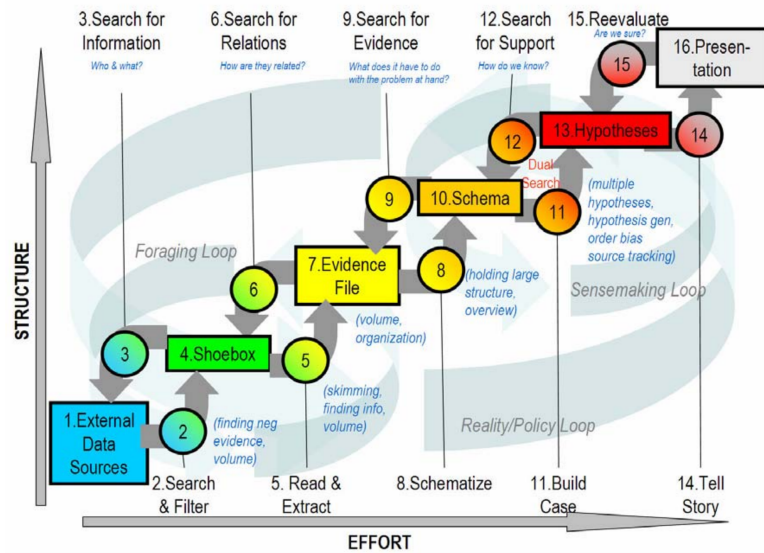 3.Search for
Information
Who & what?
6.Search for
Relations
How are they related?
9.Search for
Evidence
What does it have to do
with the problem at hand?
12.Search
for Support
How do we know?
15.Reevaluate
Are we sure?
15
16.Presen-
tation
12
13.Hypotheses
14
Dual
Search
9
10.Schema
11
(multiple
hypotheses,
hypothesis gen,
order bias
source tracking)
Foraging Loop
7.Evidence
File
8
(holding large
structure,
overview)
Sensemaking Loop
6
(volume,
organization)
3
4.Shoebox
5
(skimming,
finding info,
volume)
1.External
Data
Sources
2
(finding neg
evidence,
volume)
Reality/Policy Loop
2.Search
& Filter
5. Read &
Extract
8.Schematize
11.Build
Case
14.Tell
Story
STRUCTURE
EFFORT